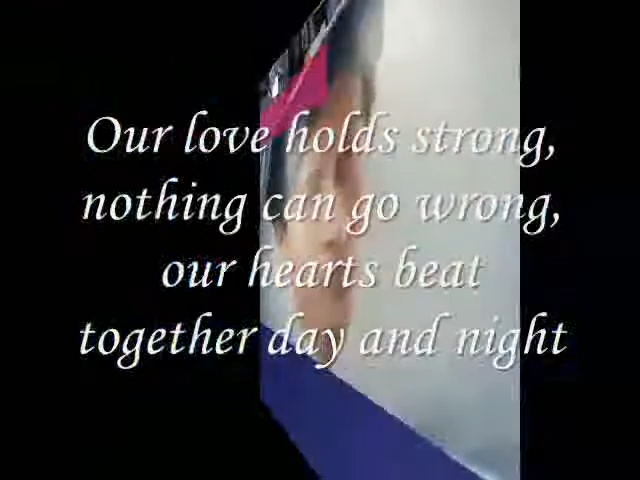 Our love holds strong,
nothing can go wrong,
our hearts beat
together day and night